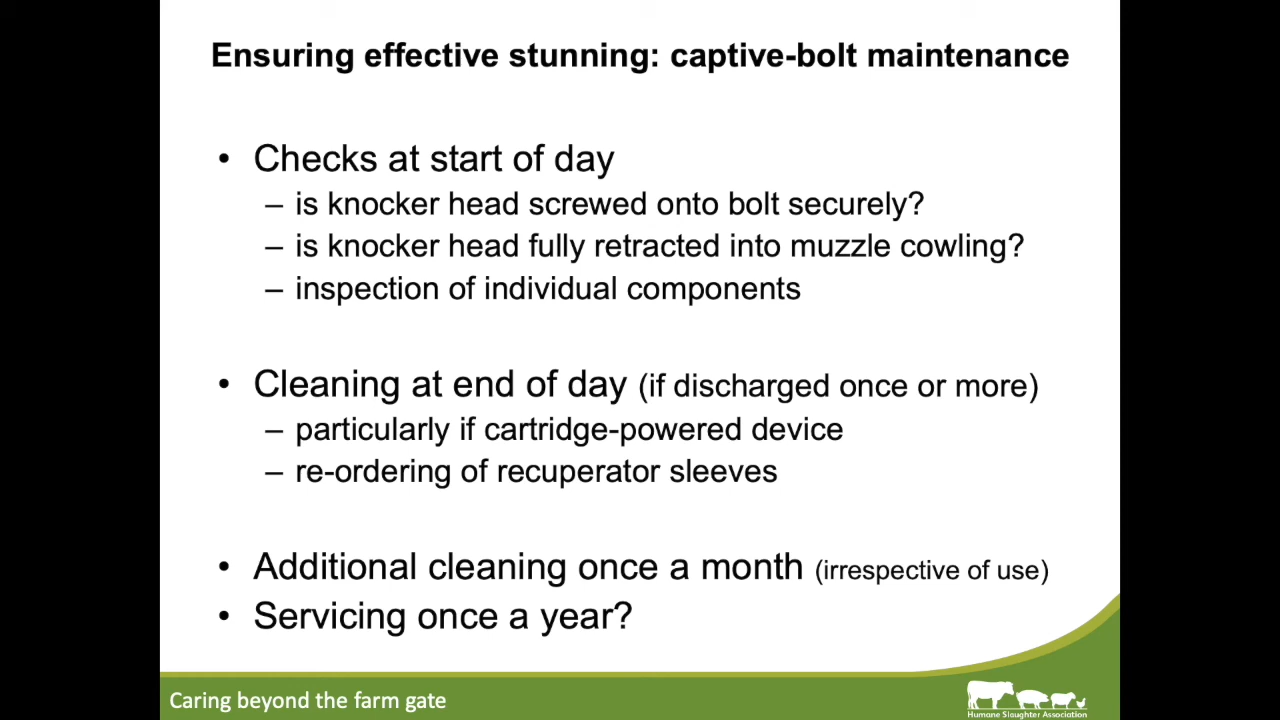 Ensuring effective stunning: captive-bolt maintenance
• Checks at start of day
– is knocker head screwed onto bolt securely?
– is knocker head fully retracted into muzzle cowling?
– inspection of individual components
• Cleaning at end of day (if discharged once or more)
– particularly if cartridge-powered device
– re-ordering of recuperator sleeves
• Additional cleaning once a month (irrespective of use)
• Servicing once a year?
Caring beyond the farm gate
Humane Slaughter Association